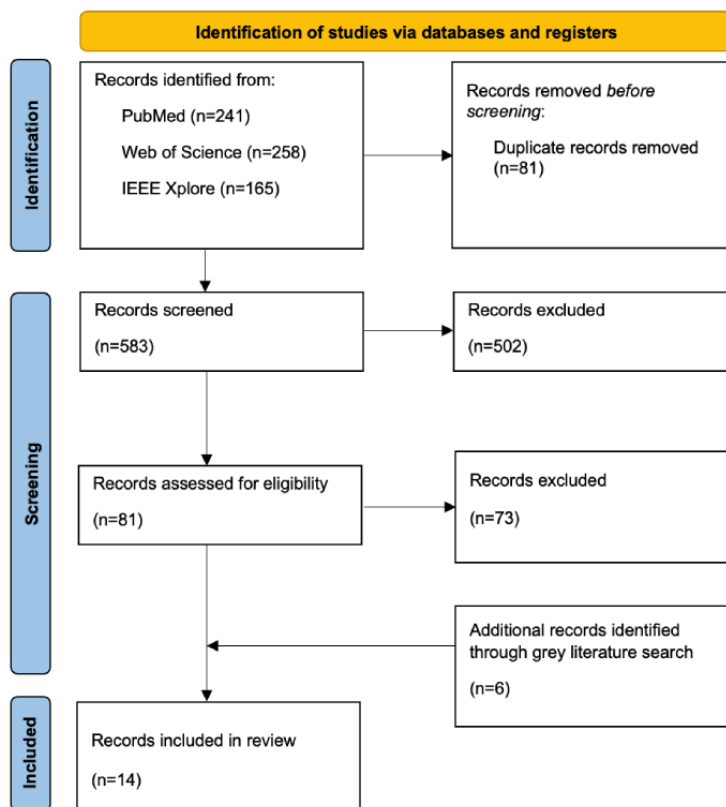 Identification of studies via databases and registers
Identification
Records identified from:
PubMed (n=241)
Web of Science (n=258)
IEEE Xplore (n=165)
Records removed before
screening:
Duplicate records removed
(n=81)
Screening
Records screened
(n=583)
Records excluded
(n=502)
Records assessed for eligibility
(n=81)
Records excluded
(n=73)
Additional records identified
through grey literature search
(n=6)
Included
Records included in review
(n=14)